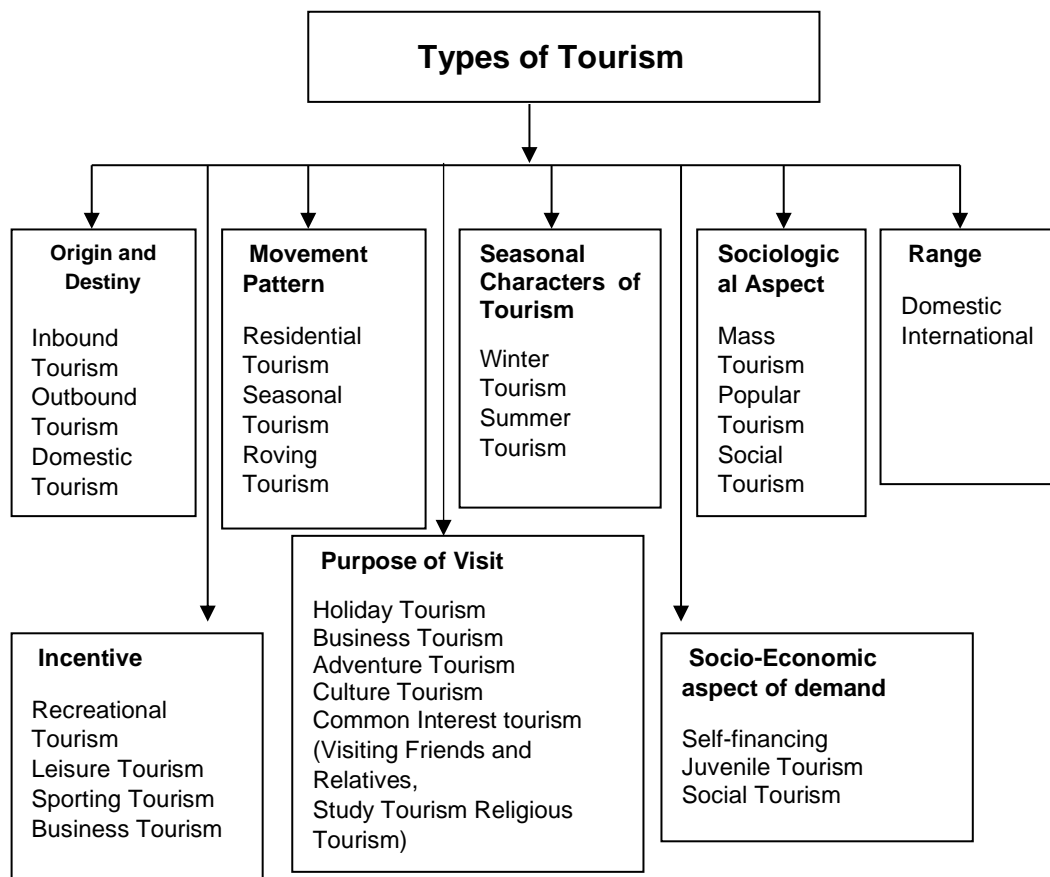 Types of Tourism
Origin and
Destiny
Inbound
Tourism
Outbound
Tourism
Domestic
Tourism
Movement
Pattern
Residential
Tourism
Seasonal
Tourism
Roving
Tourism
Seasonal
Characters of
Tourism
Winter
Tourism
Summer
Tourism
Sociologic
al Aspect
Mass
Tourism
Popular
Tourism
Social
Tourism
Range
Domestic
International
Incentive
Recreational
Tourism
Leisure Tourism
Sporting Tourism
Business Tourism
Purpose of Visit
Holiday Tourism
Business Tourism
Adventure Tourism
Culture Tourism
Common Interest tourism
(Visiting Friends and
Relatives,
Study Tourism Religious
Tourism)
Socio-Economic
aspect of demand
Self-financing
Juvenile Tourism
Social Tourism